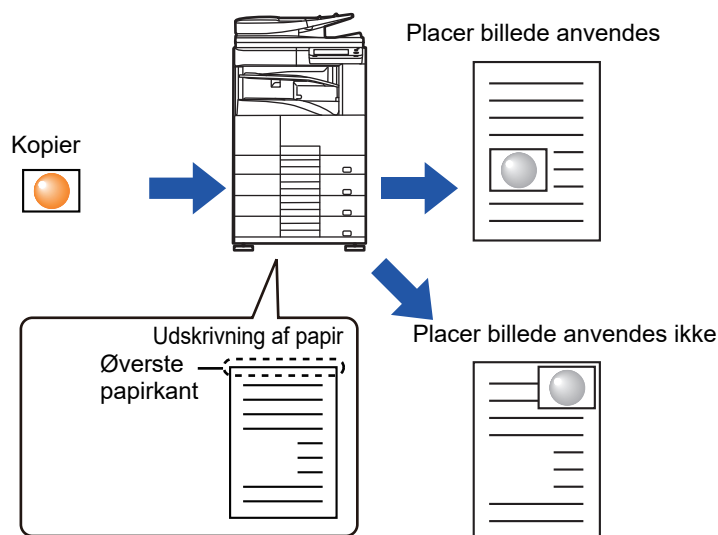 Placer billede anvendes
Kopier
Udskrivning af papir
Øverste
papirkant
Placer billede anvendes ikke